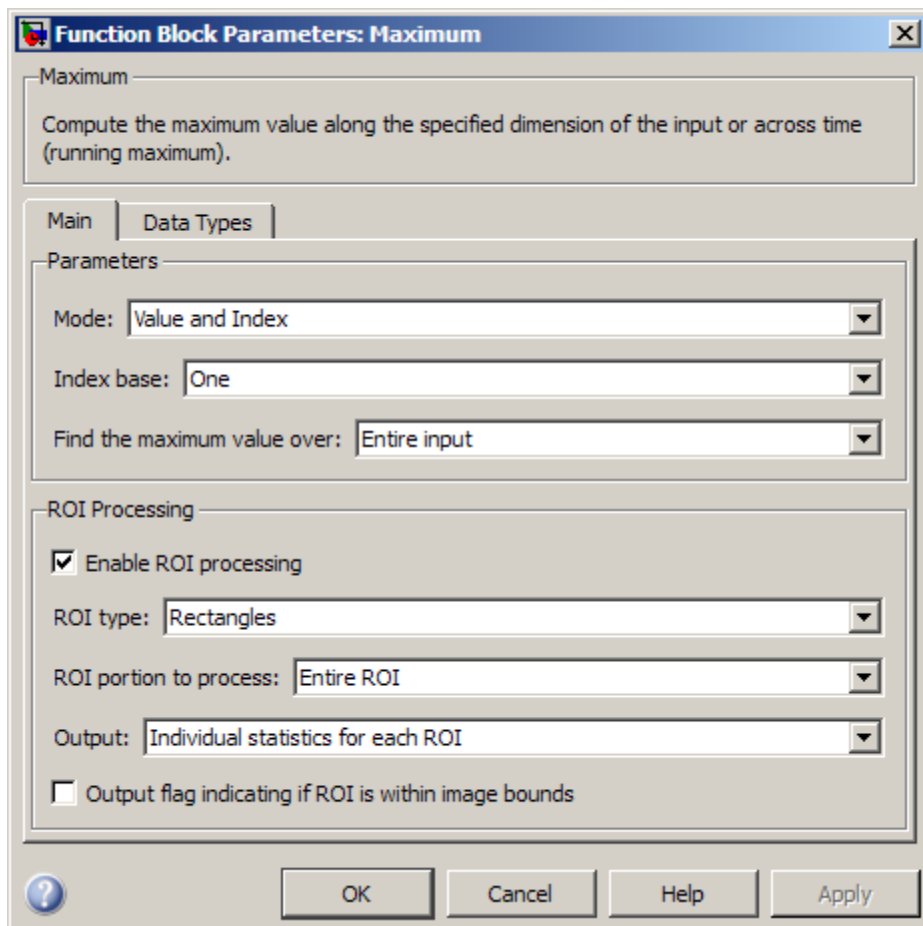 Function Block Parameters: Maximum
Maximum
Compute the maximum value along the specified dimension of the input or across time
(running maximum).
Main Data Types
Parameters
Mode: Value and Index
Index base: One
Find the maximum value over: Entire input
ROI Processing
Enable ROI processing
ROI type: Rectangles
ROI portion to process: Entire ROI
Output: Individual statistics for each ROI
Output flag indicating if ROI is within image bounds
? OK Cancel Help Apply